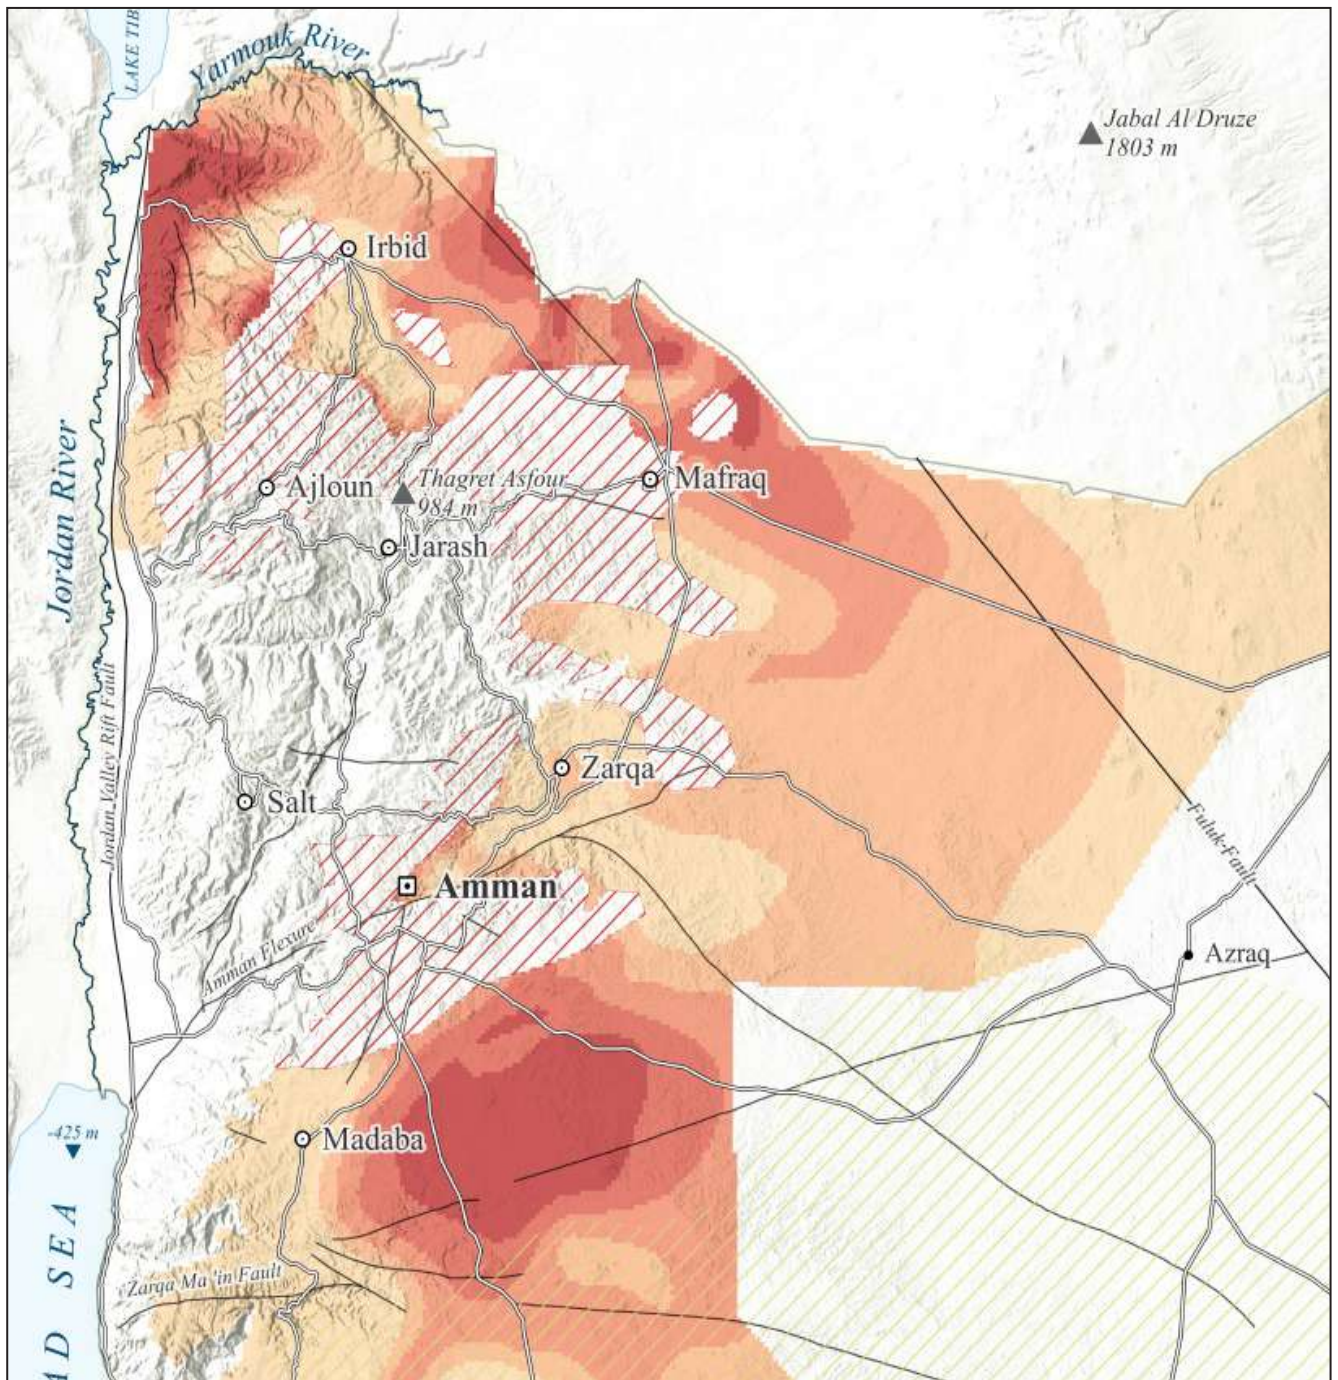 LAKE TIB
Yarmouk River
Jabal Al Druze
1803 m
Irbid
Jordan River
Ajloun
Thagret Asfour
984 m
Mafraq
Jarash
Jordan Valley Rift Fault
Zarqa
Salt
Fuluk-Fault
Amman
Amman Flexure
Azraq
-425 m
Madaba
AD SEA
Zarqa Ma 'in Fault